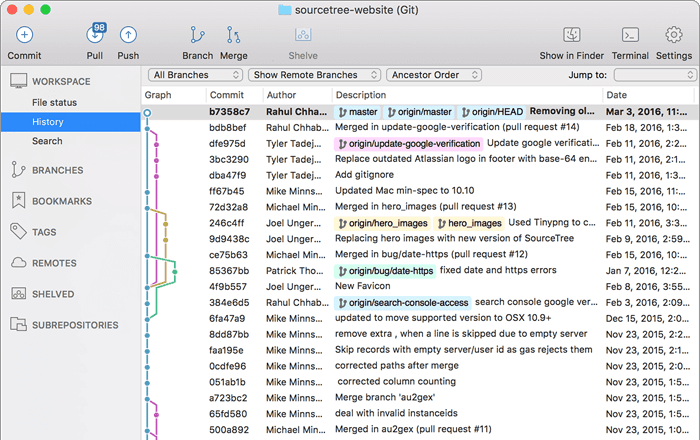 sourcetree-website (Git)
98
Commit Pull Push Branch Merge Shelve Show in Finder Terminal Settings
WORKSPACE
File status
History
Search
BRANCHES
BOOKMARKS
TAGS
REMOTES
SHELVED
SUBREPOSITORIES
All Branches Show Remote Branches Ancestor Order Jump to:
Graph Commit Author Description Date
b7358c7 Rahul Chha... master origin/master origin/HEAD Removing ol... Mar 3, 2016, 11:...
bdb8bef Rahul Chhab... Merged in update-google-verification (pull request #14) Feb 18, 2016, 1:3...
dfe975d Tyler Tadej... origin/update-google-verification Update google verificati... Feb 11, 2016, 2:2...
3bc3290 Tyler Tadej... Replace outdated Atlassian logo in footer with base-64 en... Feb 11, 2016, 2:1...
dba47f9 Tyler Tadej... Add gitignore Feb 11, 2016, 1:3...
ff67b45 Mike Minns... Updated Mac min-spec to 10.10 Feb 15, 2016, 11:...
72d32a8 Michael Min... Merged in hero_images (pull request #13) Feb 15, 2016, 10:...
246c4ff Joel Unger... origin/hero_images hero_images Used Tinypng to c... Feb 11, 2016, 3:3...
9d9438c Joel Unger... Replacing hero images with new version of SourceTree Feb 9, 2016, 2:59...
ce75b63 Michael Min... Merged in bug/date-https (pull request #12) Feb 15, 2016, 10:...
85367bb Patrick Tho... origin/bug/date-https fixed date and https errors Jan 7, 2016, 12:2...
4f9b557 Joel Unger... New Favicon Feb 8, 2016, 3:55...
384e6d5 Rahul Chhab... origin/search-console-access search console google ver... Feb 3, 2016, 2:09...
6fa47a9 Mike Minns... updated to move supported version to OSX 10.9+ Dec 15, 2015, 2:0...
8dd87bb Mike Minns... remove extra , when a line is skipped due to empty server Nov 23, 2015, 2:2...
faa195e Mike Minns... Skip records with empty server/user id as gas rejects them Nov 23, 2015, 2:1...
0cdfe96 Mike Minns... corrected paths after merge Nov 23, 2015, 2:0...
051ab1b Mike Minns... corrected column counting Nov 23, 2015, 1:5...
a723bc2 Mike Minns... Merge branch 'au2gex' Nov 23, 2015, 1:5...
65fd580 Mike Minns... deal with invalid instanceids Nov 23, 2015, 1:5...
500a892 Michael Min... Merged in au2gex (pull request #11) Nov 23, 2015, 1:0...